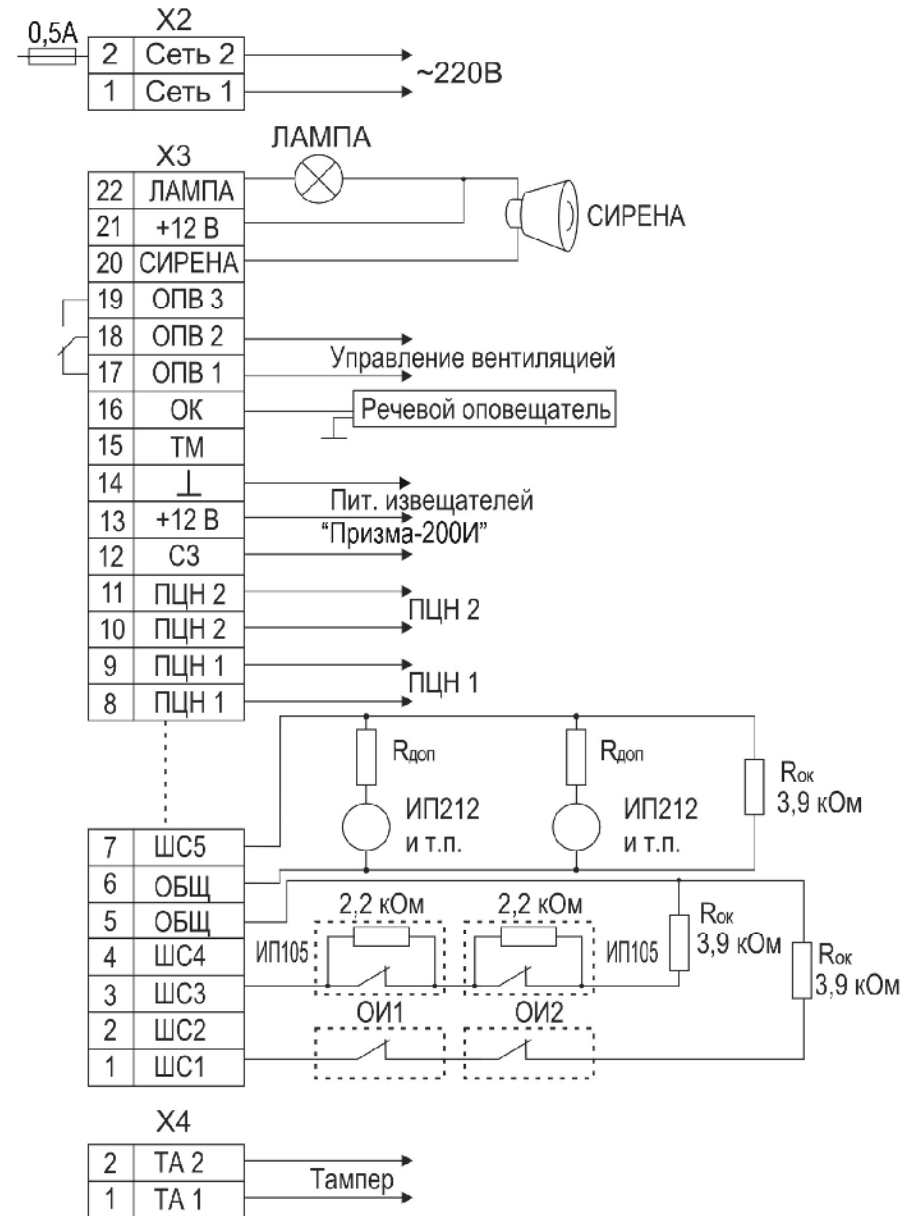 X2
0,5А
2 Сеть 2
1 Сеть 1
~220В
X3
ЛАМПА
22 ЛАМПА
21 +12 В
20 СИРЕНА
СИРЕНА
19 ОПВ 3
18 ОПВ 2
17 ОПВ 1
Управление вентиляцией
16 ОК
Речевой оповещатель
15 ТМ
14 ⊥
13 +12 В
12 СЗ
Пит. извещателей
“Призма-200И”
11 ПЦН 2
10 ПЦН 2
ПЦН 2
9 ПЦН 1
8 ПЦН 1
ПЦН 1
Rдоп
Rдоп
ИП212
и т.п.
ИП212
и т.п.
Rок
3,9 кОм
7 ШС5
6 ОБЩ
5 ОБЩ
4 ШС4
3 ШС3
2 ШС2
1 ШС1
2,2 кОм
2,2 кОм
ИП105
ИП105
Rок
3,9 кОм
Rок
3,9 кОм
ОИ1
ОИ2
X4
2 ТА 2
1 ТА 1
Тампер